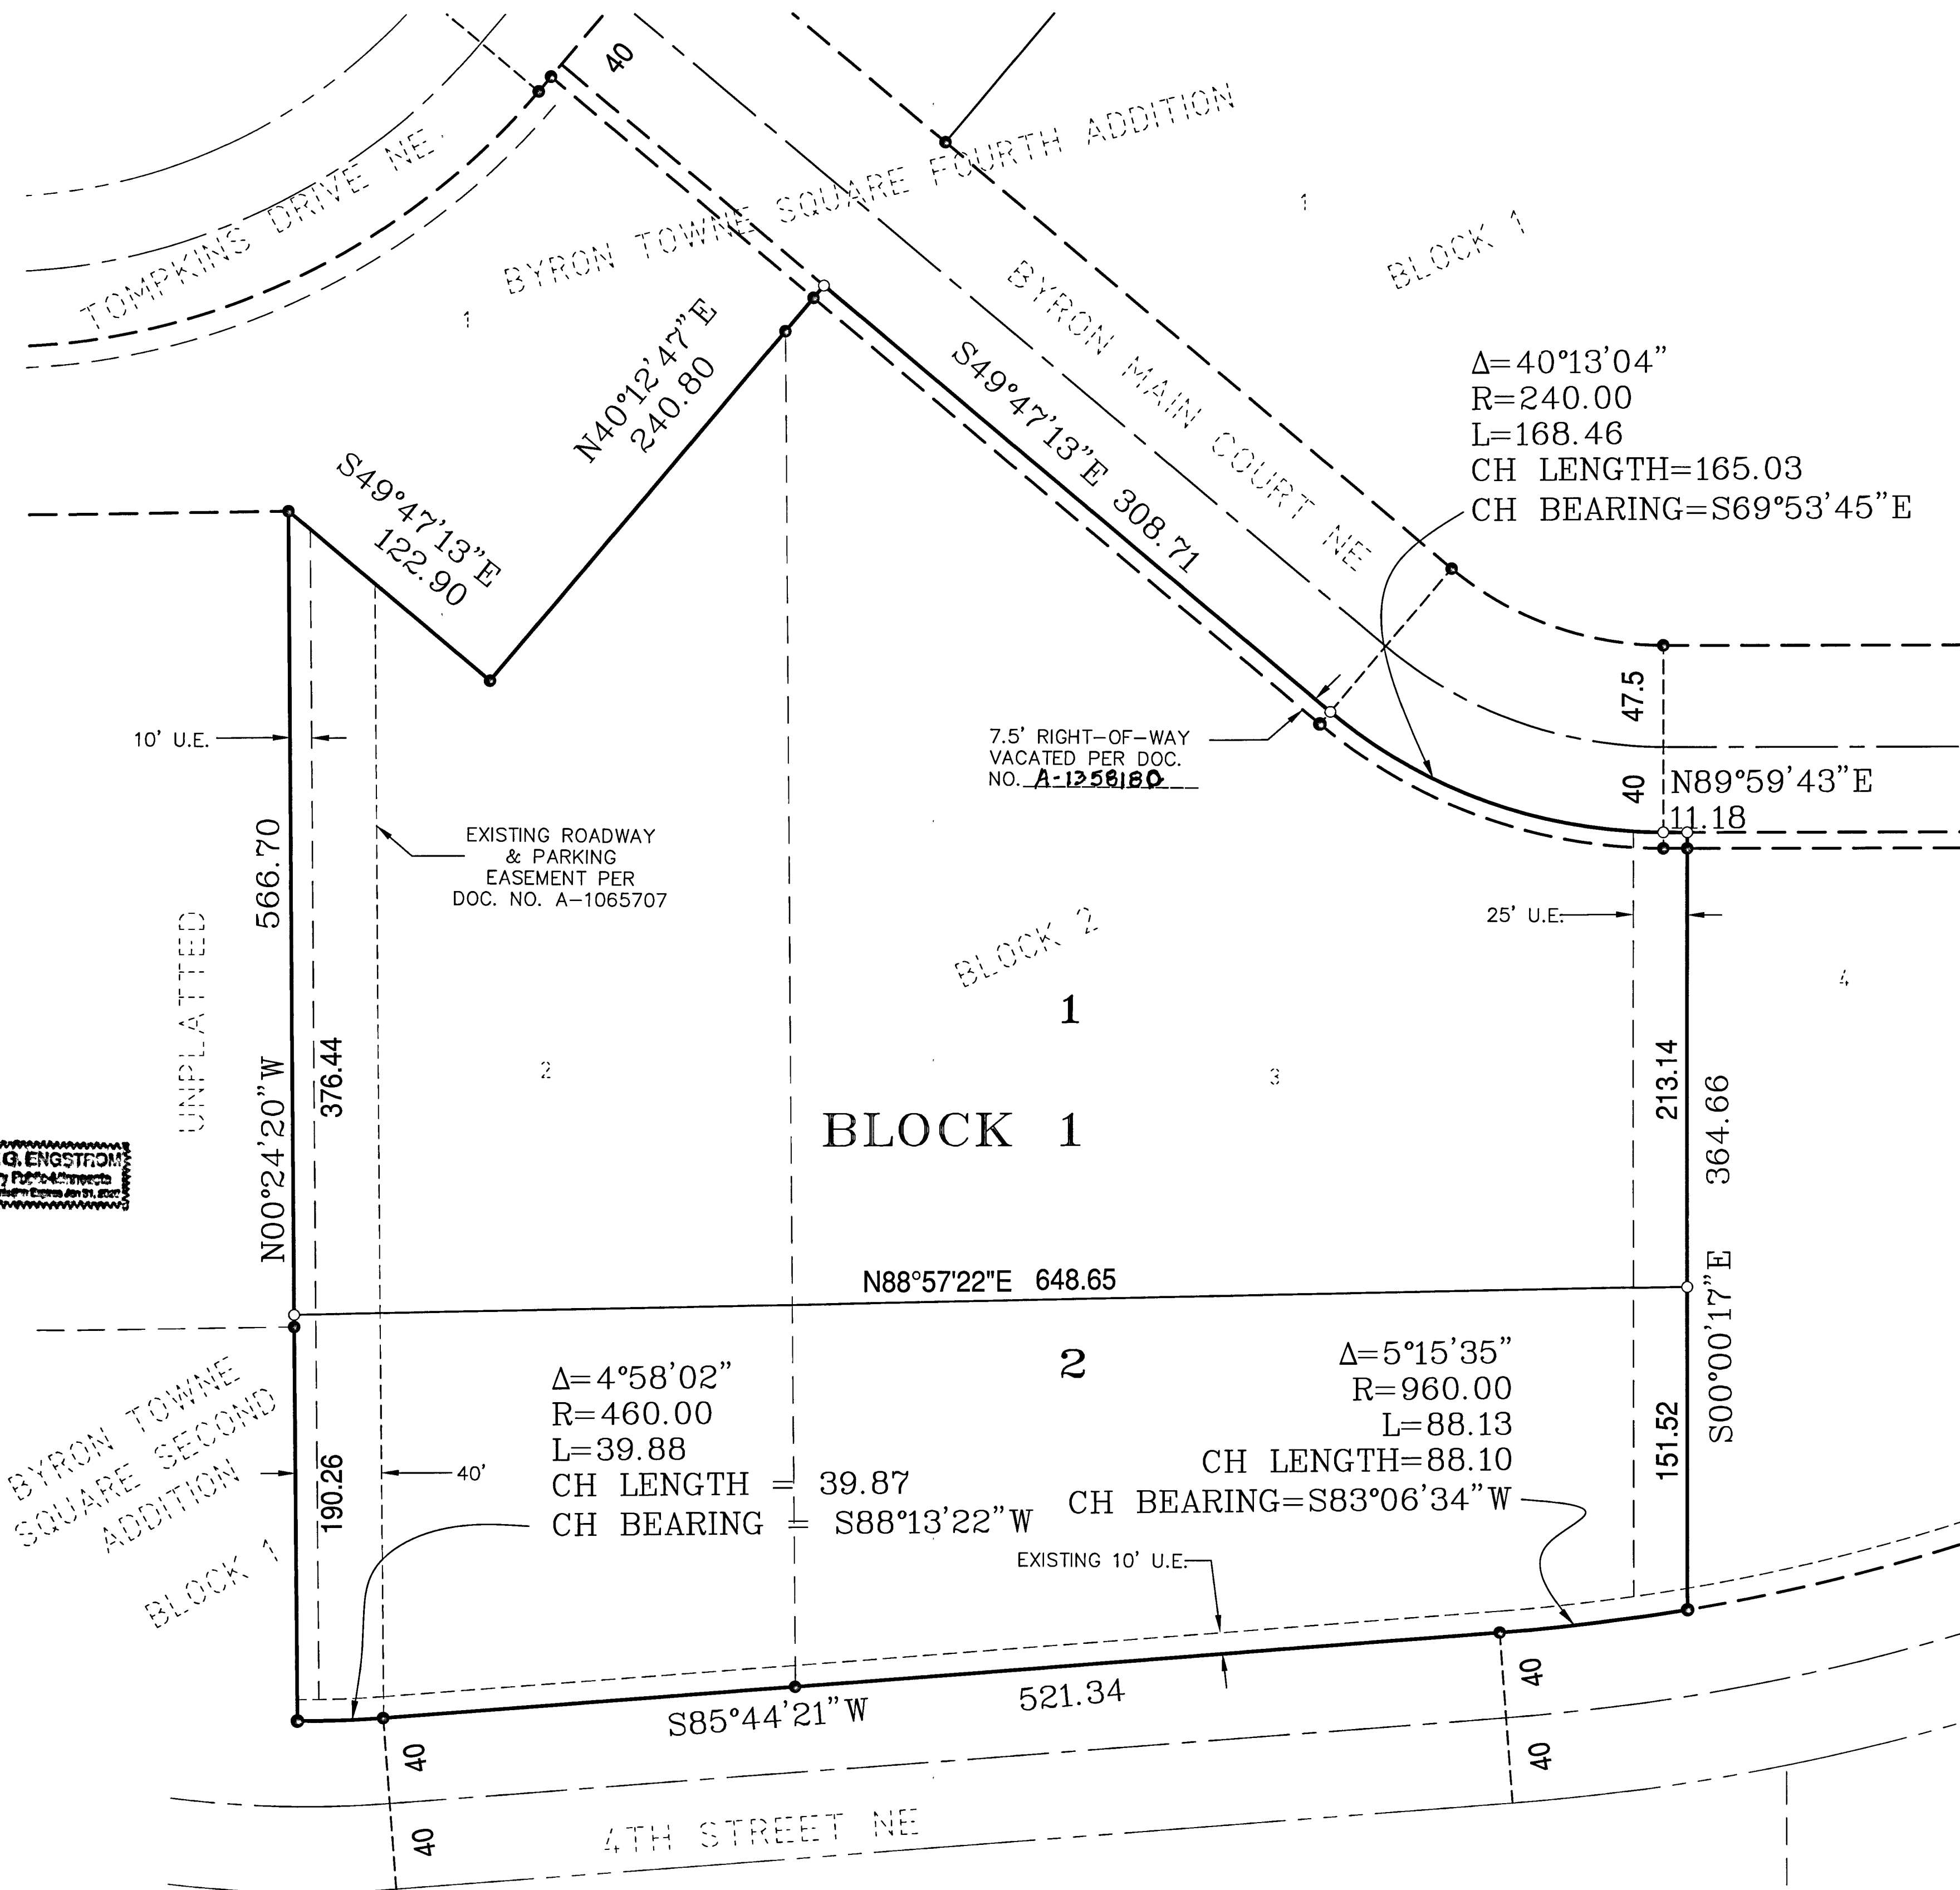 40
TOMPKINS DRIVE NE
BYRON TOWNE SQUARE FOURTH ADDITION
1
1
BLOCK 1
BYRON MAIN COURT NE
N40°12'47"E
240.80
S49°47'13"E
122.90
S49°47'13"E 308.71
Δ=40°13'04"
R=240.00
L=168.46
CH LENGTH=165.03
CH BEARING=S69°53'45"E
47.5
40
N89°59'43"E
11.18
10' U.E.
7.5' RIGHT-OF-WAY
VACATED PER DOC.
NO. A-1358180
EXISTING ROADWAY
& PARKING
EASEMENT PER
DOC. NO. A-1065707
25' U.E.
UNPLATTED
N00°24'20"W 566.70
376.44
BLOCK 2
1
2
3
4
BLOCK 1
213.14
364.66
S00°00'17"E
G. ENGSTROM
N88°57'22"E 648.65
2
BYRON TOWNE
SQUARE SECOND
ADDITION
BLOCK 1
190.26
40'
Δ=4°58'02"
R=460.00
L=39.88
CH LENGTH = 39.87
CH BEARING = S88°13'22"W
Δ=5°15'35"
R=960.00
L=88.13
CH LENGTH=88.10
CH BEARING=S83°06'34"W
151.52
EXISTING 10' U.E.
S85°44'21"W 521.34
40
40
40
40
4TH STREET NE